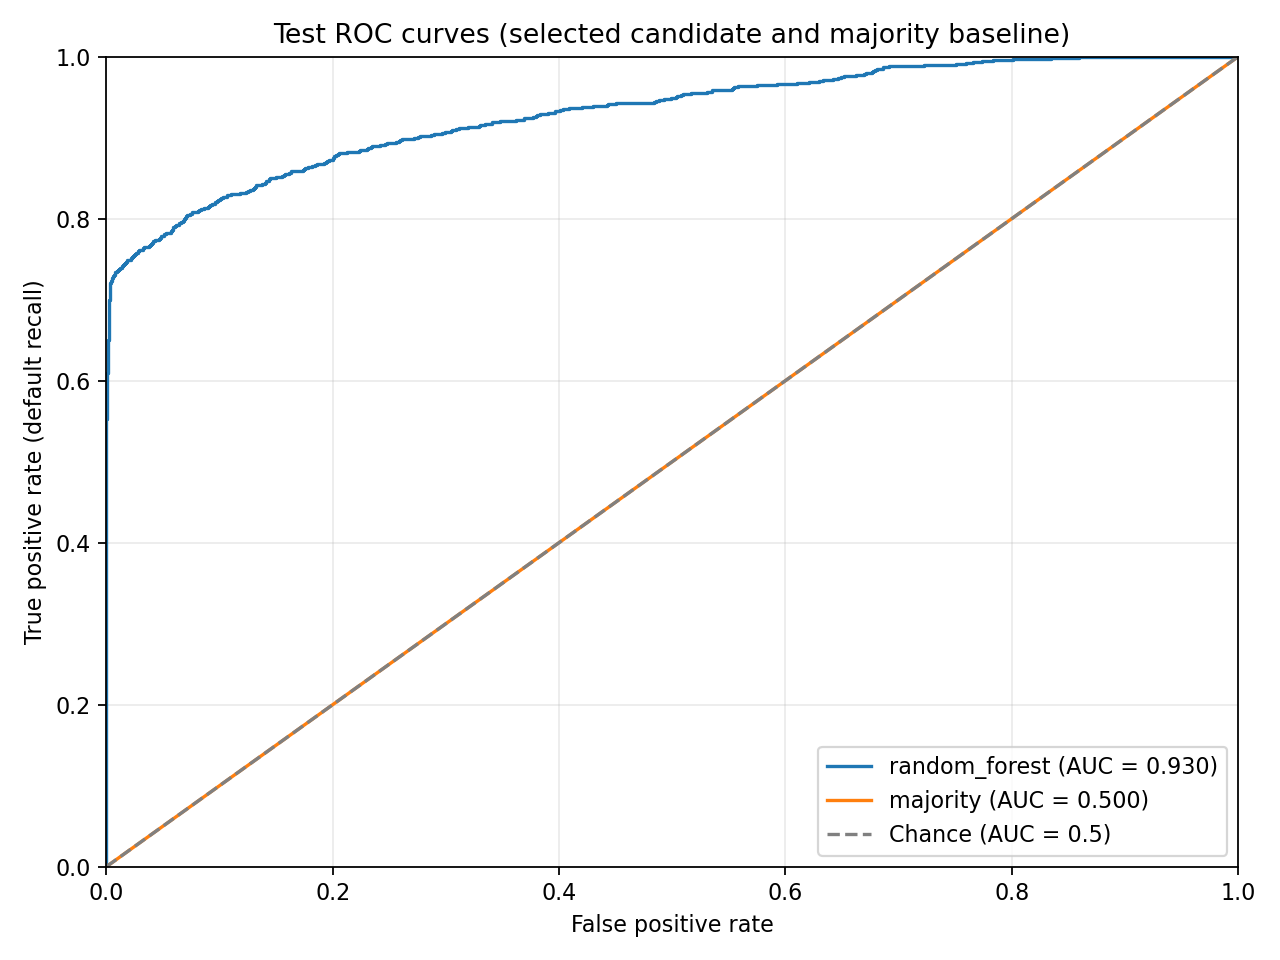 Test ROC curves (selected candidate and majority baseline)
1.0
0.8
0.6
0.4
0.2
0.0
True positive rate (default recall)
random_forest (AUC = 0.930)
majority (AUC = 0.500)
Chance (AUC = 0.5)
0.0 0.2 0.4 0.6 0.8 1.0
False positive rate